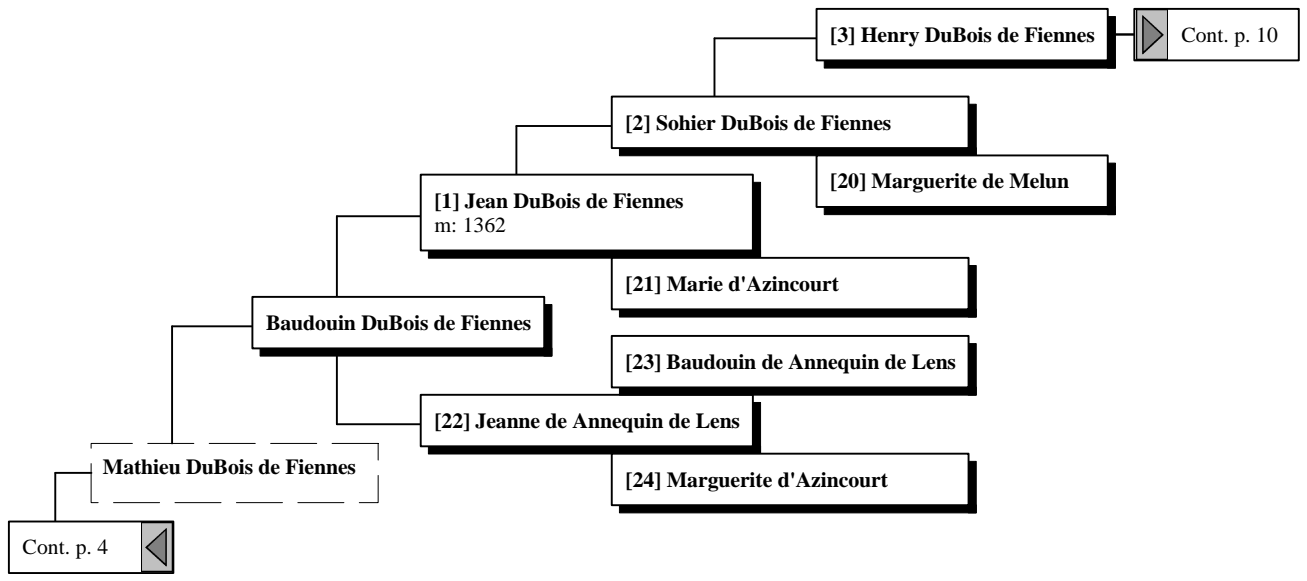 [3] Henry DuBois de Fiennes
Cont. p. 10
[2] Sohier DuBois de Fiennes
[20] Marguerite de Melun
[1] Jean DuBois de Fiennes
m: 1362
[21] Marie d'Azincourt
Baudouin DuBois de Fiennes
[23] Baudouin de Annequin de Lens
[22] Jeanne de Annequin de Lens
Mathieu DuBois de Fiennes
[24] Marguerite d'Azincourt
Cont. p. 4